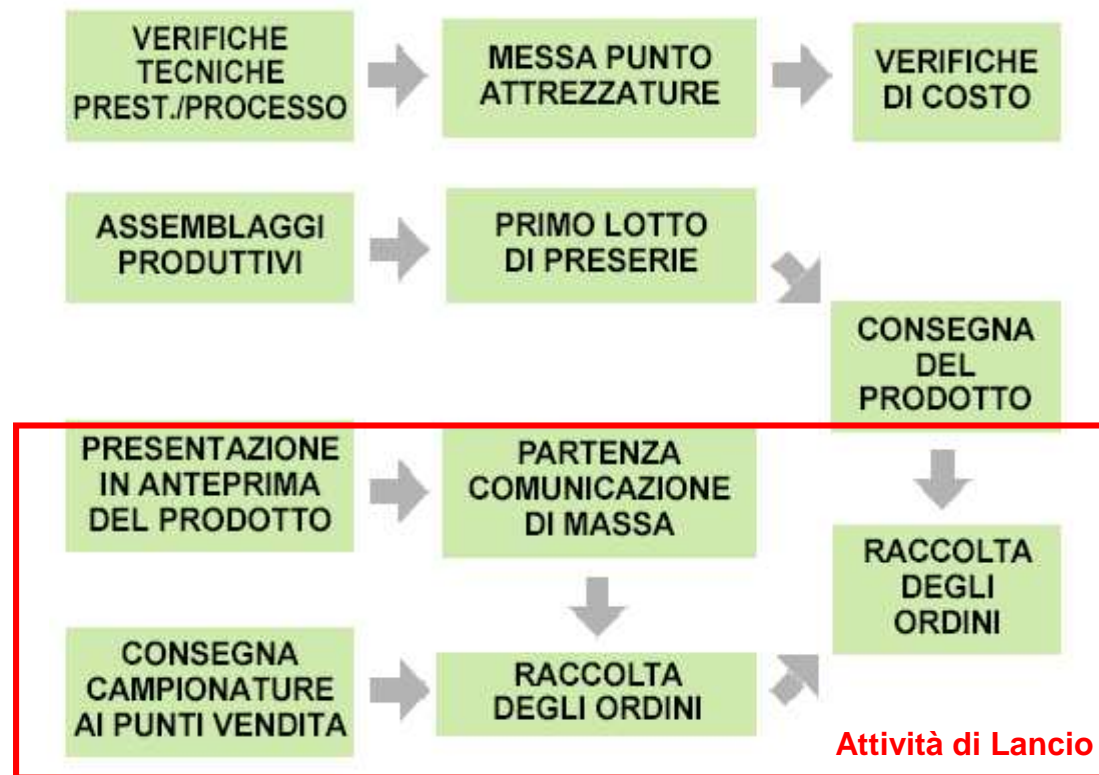 VERIFICHE
TECNICHE
PREST./PROCESSO
MESSA PUNTO
ATTREZZATURE
VERIFICHE
DI COSTO
ASSEMBLAGGI
PRODUTTIVI
PRIMO LOTTO
DI PRESERIE
CONSEGNA
DEL
PRODOTTO
PRESENTAZIONE
IN ANTEPRIMA
DEL PRODOTTO
PARTENZA
COMUNICAZIONE
DI MASSA
RACCOLTA
DEGLI
ORDINI
CONSEGNA
CAMPIONATURE
AI PUNTI VENDITA
RACCOLTA
DEGLI ORDINI
Attività di Lancio